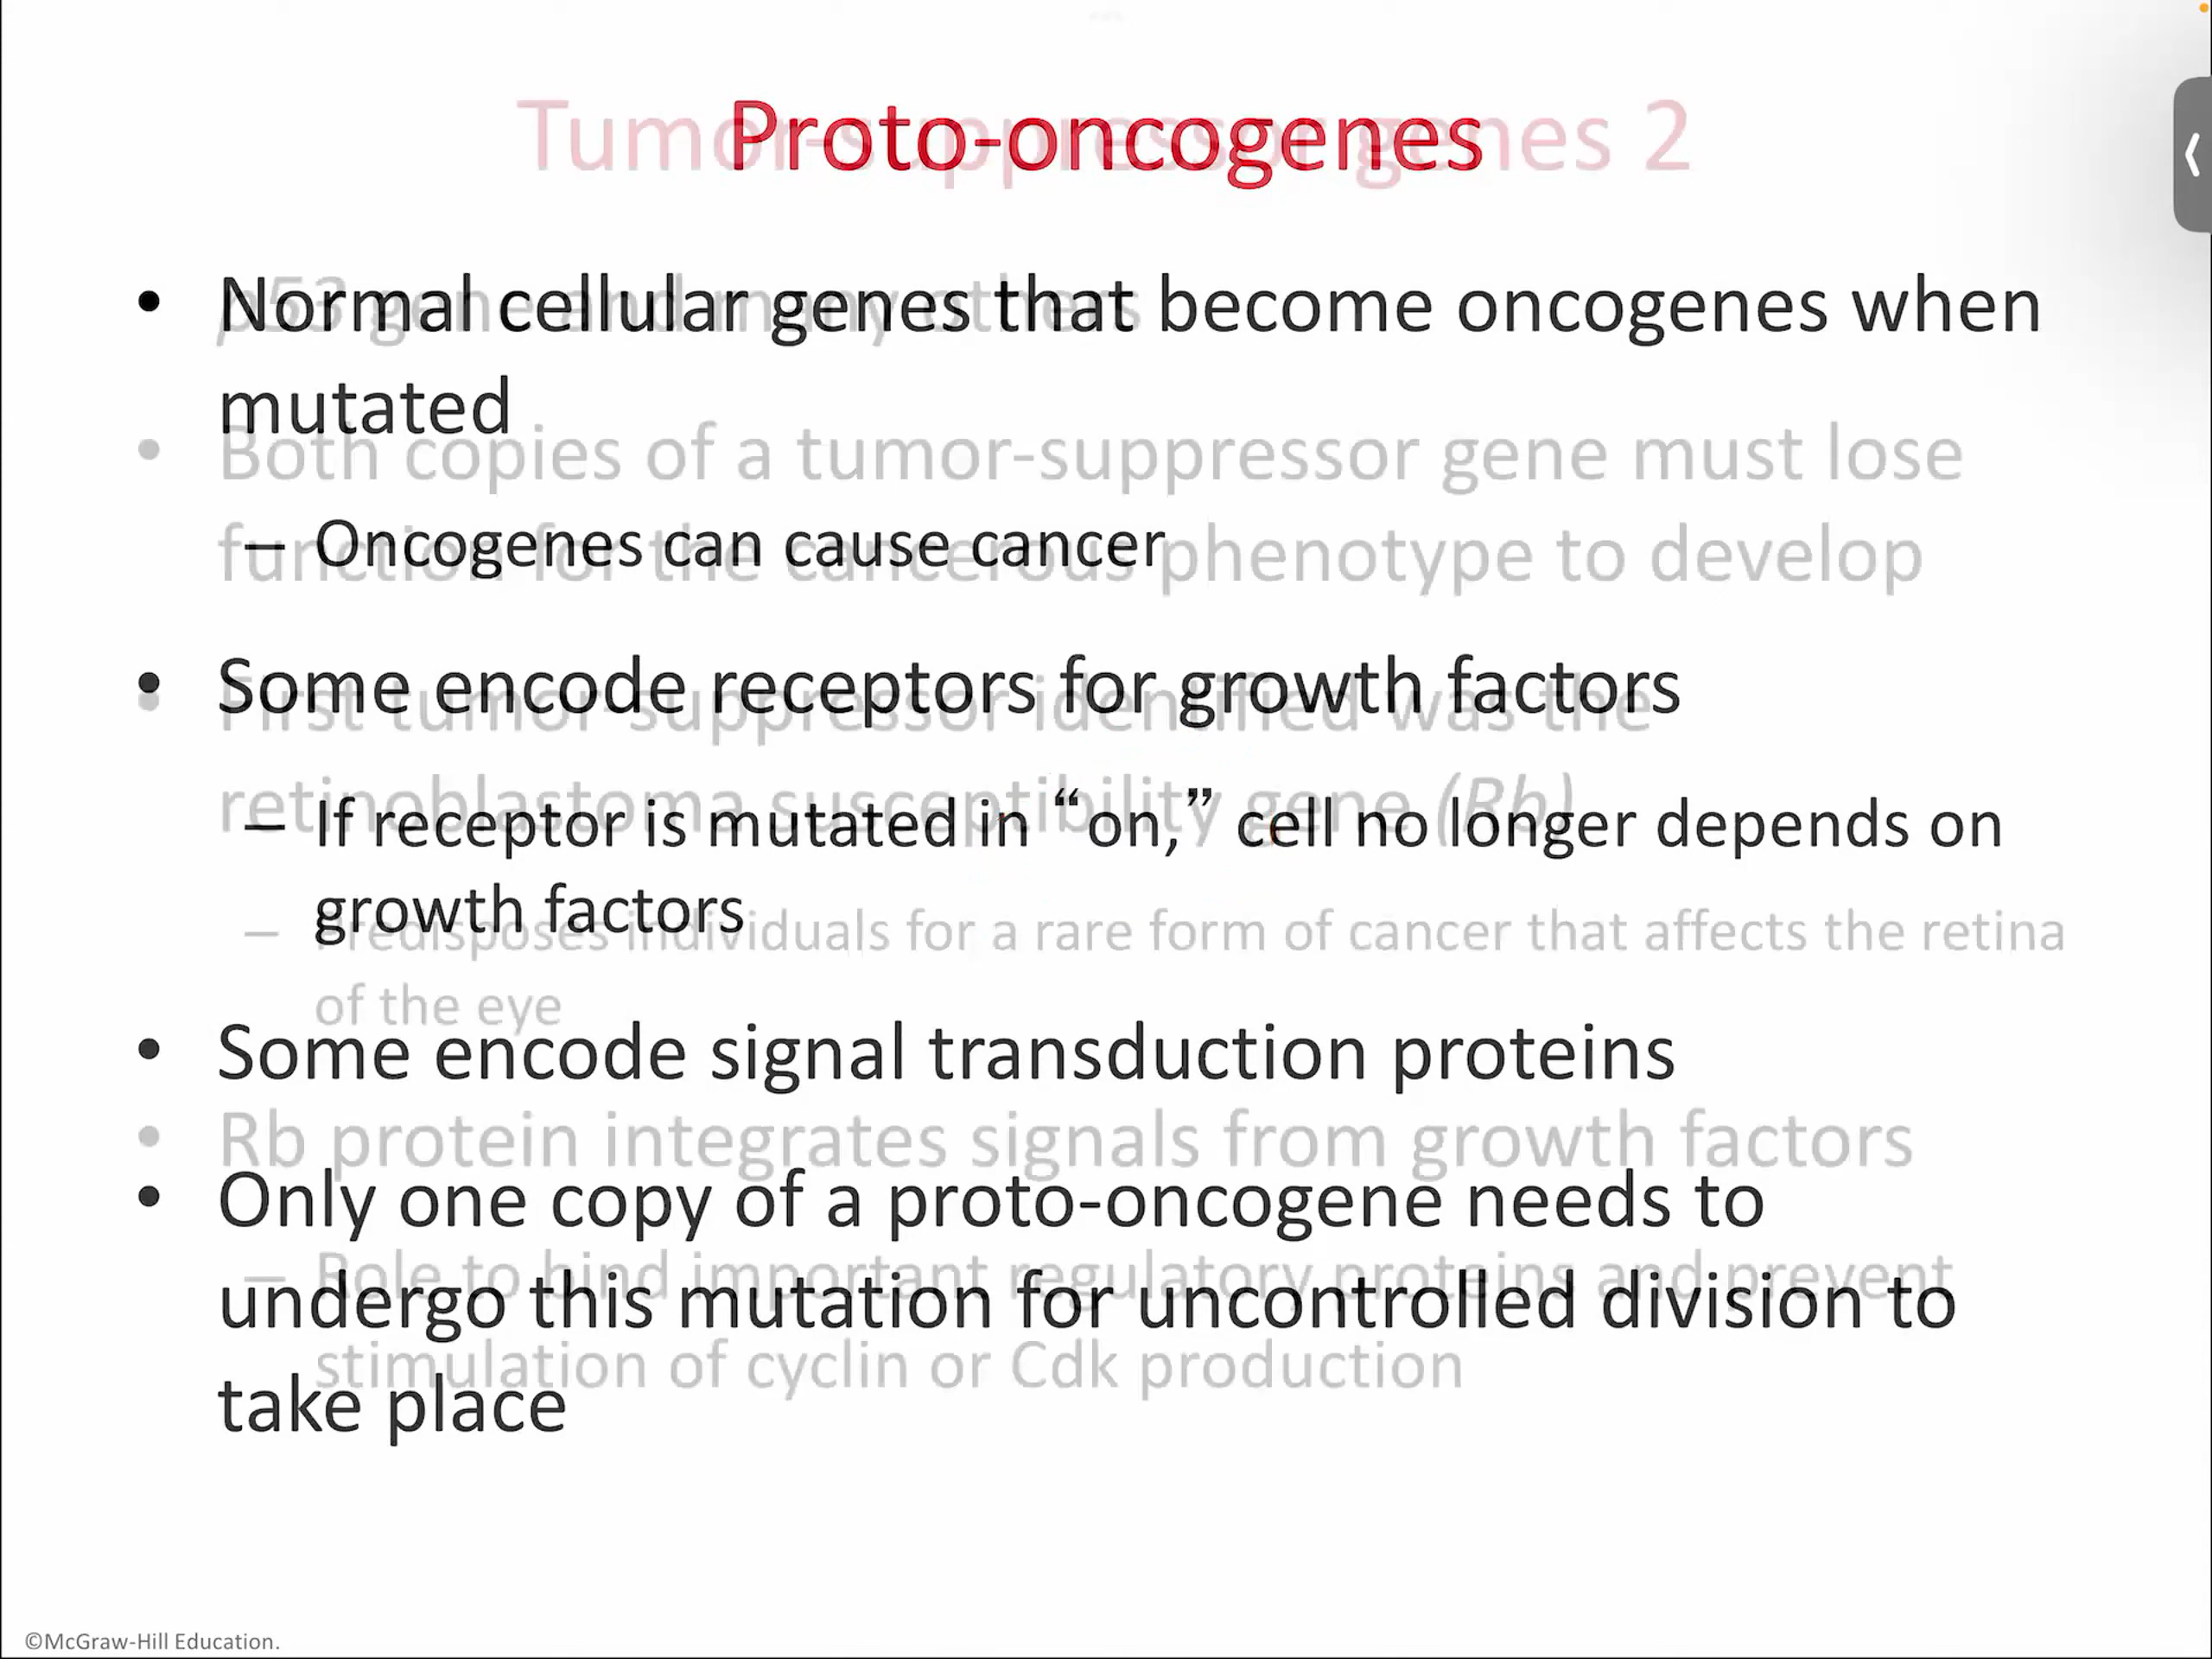 Proto-oncogenes
• Normal cellular genes that become oncogenes when
mutated
– Oncogenes can cause cancer
• Some encode receptors for growth factors
– If receptor is mutated in “on,” cell no longer depends on
growth factors
• Some encode signal transduction proteins
• Only one copy of a proto-oncogene needs to
undergo this mutation for uncontrolled division to
take place
Tumor-suppressor genes 2
p53 gene and many others
• Both copies of a tumor-suppressor gene must lose
function for the cancerous phenotype to develop
• First tumor-suppressor identified was the
retinoblastoma susceptibility gene (Rb)
– Predisposes individuals for a rare form of cancer that affects the retina
of the eye
• Rb protein integrates signals from growth factors
– Role to bind important regulatory proteins and prevent
stimulation of cyclin or Cdk production
©McGraw-Hill Education.